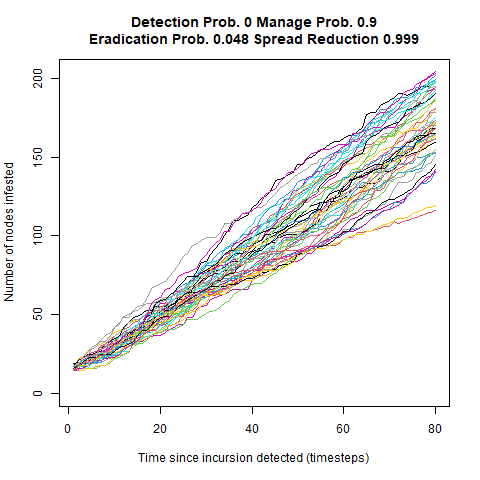 Detection Prob. 0 Manage Prob. 0.9
Eradication Prob. 0.048 Spread Reduction 0.999
Number of nodes infested
200
150
100
50
0
0 20 40 60 80
Time since incursion detected (timesteps)